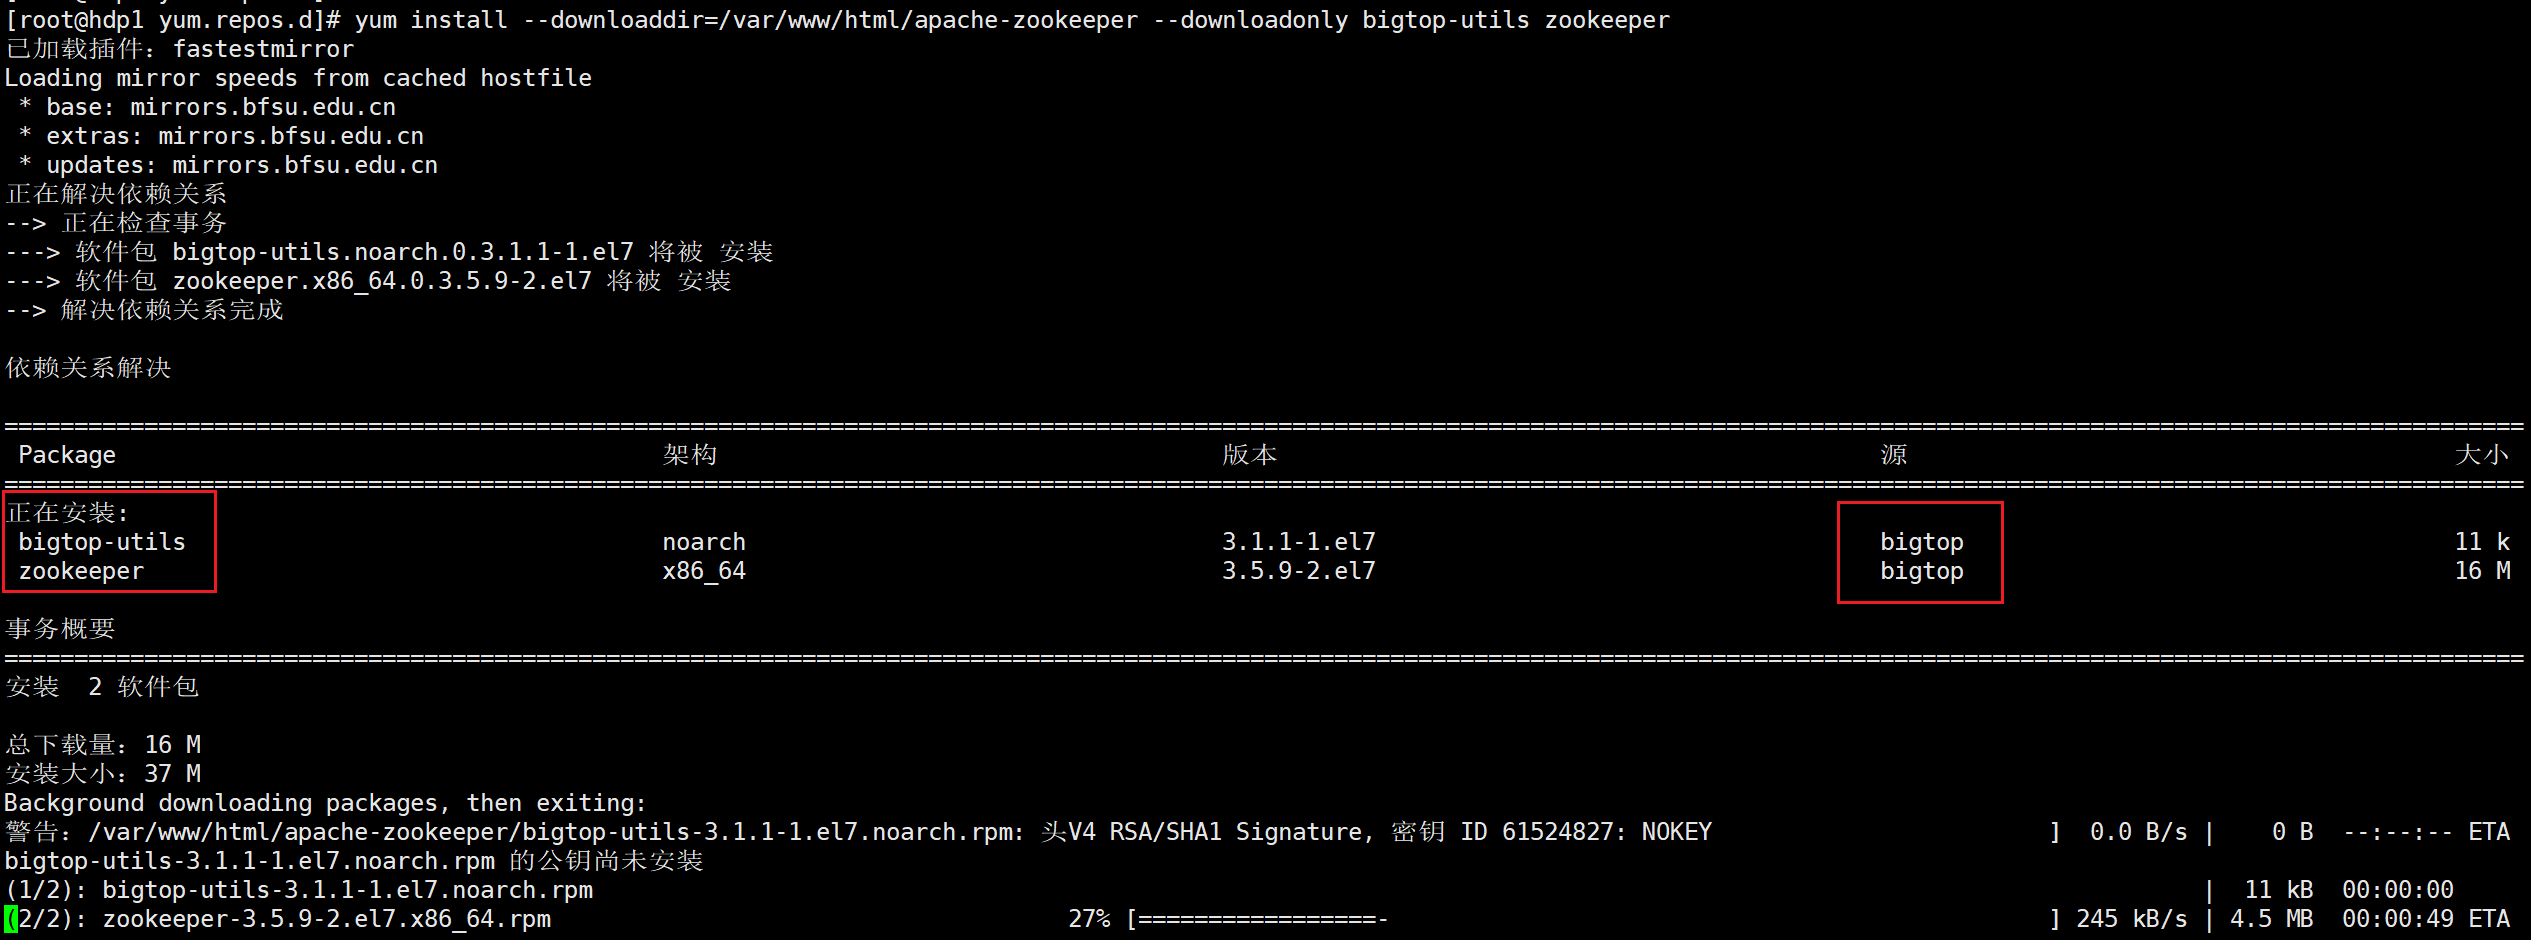 [root@hdp1 yum.repos.d]# yum install --downloaddir=/var/www/html/apache-zookeeper --downloadonly bigtop-utils zookeeper
已加载插件：fastestmirror
Loading mirror speeds from cached hostfile
 * base: mirrors.bfsu.edu.cn
 * extras: mirrors.bfsu.edu.cn
 * updates: mirrors.bfsu.edu.cn
正在解决依赖关系
--> 正在检查事务
---> 软件包 bigtop-utils.noarch.0.3.1.1-1.el7 将被 安装
---> 软件包 zookeeper.x86_64.0.3.5.9-2.el7 将被 安装
--> 解决依赖关系完成
依赖关系解决
================================================================================
Package 架构 版本 源 大小
================================================================================
正在安装:
bigtop-utils noarch 3.1.1-1.el7 bigtop 11 k
zookeeper x86_64 3.5.9-2.el7 bigtop 16 M
事务概要
================================================================================
安装  2 软件包
总下载量：16 M
安装大小：37 M
Background downloading packages, then exiting:
警告：/var/www/html/apache-zookeeper/bigtop-utils-3.1.1-1.el7.noarch.rpm: 头V4 RSA/SHA1 Signature, 密钥 ID 61524827: NOKEY ]  0.0 B/s |    0 B  --:--:-- ETA
bigtop-utils-3.1.1-1.el7.noarch.rpm 的公钥尚未安装
(1/2): bigtop-utils-3.1.1-1.el7.noarch.rpm |  11 kB  00:00:00
(2/2): zookeeper-3.5.9-2.el7.x86_64.rpm 27% [=================- ] 245 kB/s | 4.5 MB  00:00:49 ETA